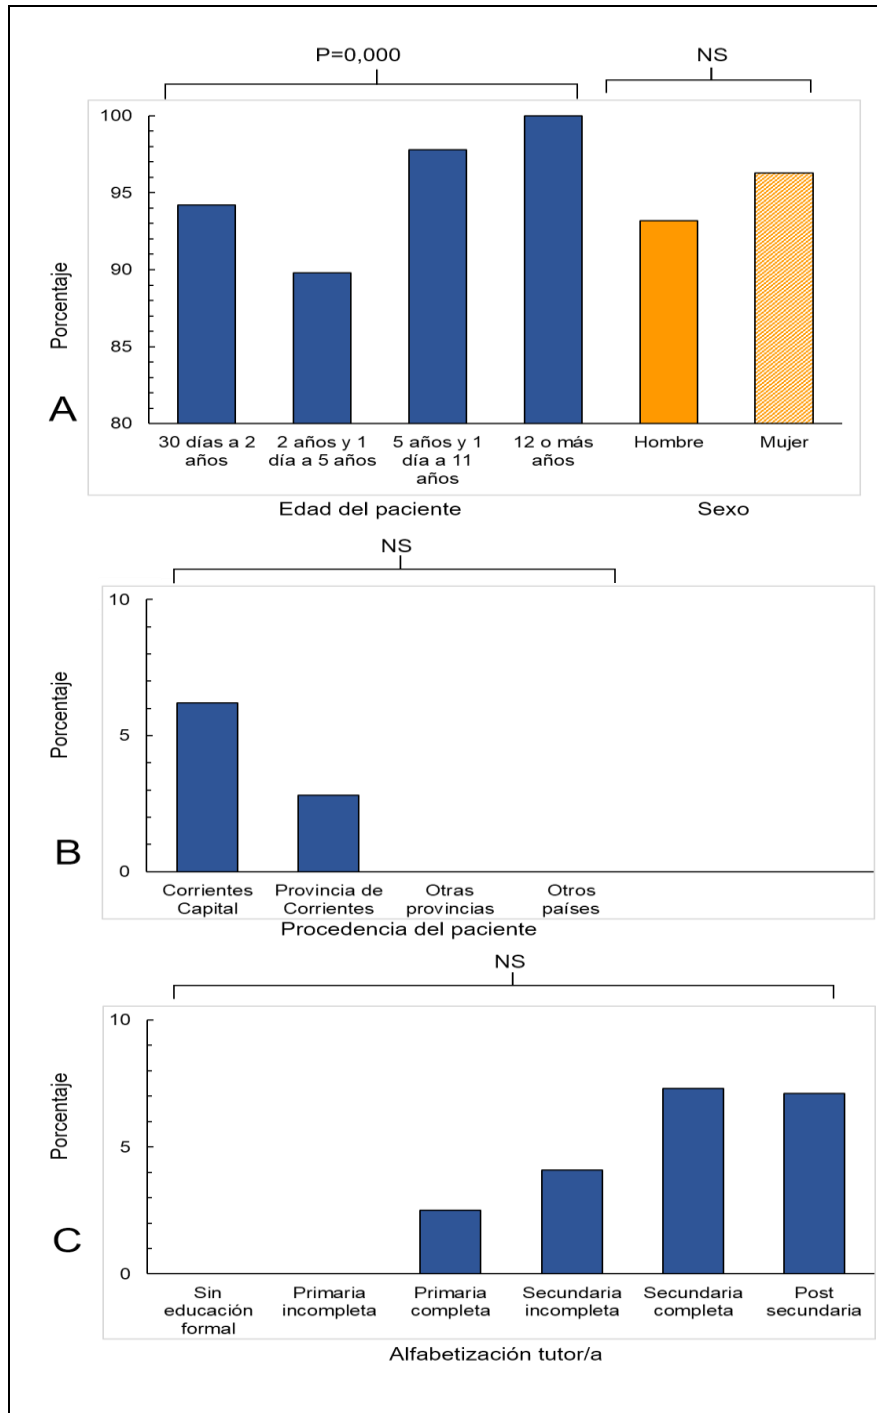 P=0,000
NS
100
95
90
85
80
Porcentaje
A
30 días a 2
años
2 años y 1
día a 5 años
5 años y 1
día a 11
años
12 o más
años
Hombre
Mujer
Edad del paciente
Sexo
NS
10
5
0
Porcentaje
B
Corrientes
Capital
Provincia de
Corrientes
Otras
provincias
Otros
países
Procedencia del paciente
NS
10
5
0
Porcentaje
C
Sin
educación
formal
Primaria
incompleta
Primaria
completa
Secundaria
incompleta
Secundaria
completa
Post
secundaria
Alfabetización tutor/a